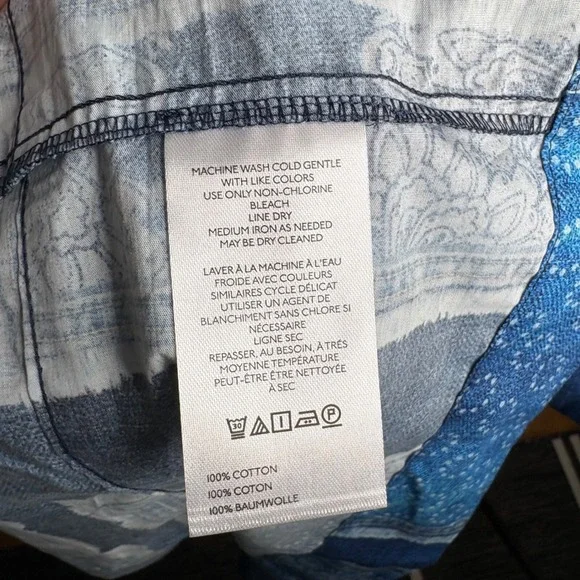 MACHINE WASH COLD GENTLE
WITH LIKE COLORS
USE ONLY NON-CHLORINE
BLEACH
LINE DRY
MEDIUM IRON AS NEEDED
MAY BE DRY CLEANED
LAVER À LA MACHINE À L'EAU
FROIDE AVEC COULEURS
SIMILAIRES CYCLE DÉLICAT
UTILISER UN AGENT DE
BLANCHIMENT SANS CHLORE SI
NÉCESSAIRE
LIGNE SEC
REPASSER, AU BESOIN, À TRÉS
MOYENNE TEMPÉRATURE
PEUT-ÊTRE ÊTRE NETTOYÉE
À SEC
30 P
100% COTTON
100% COTON
100% BAUMWOLLE